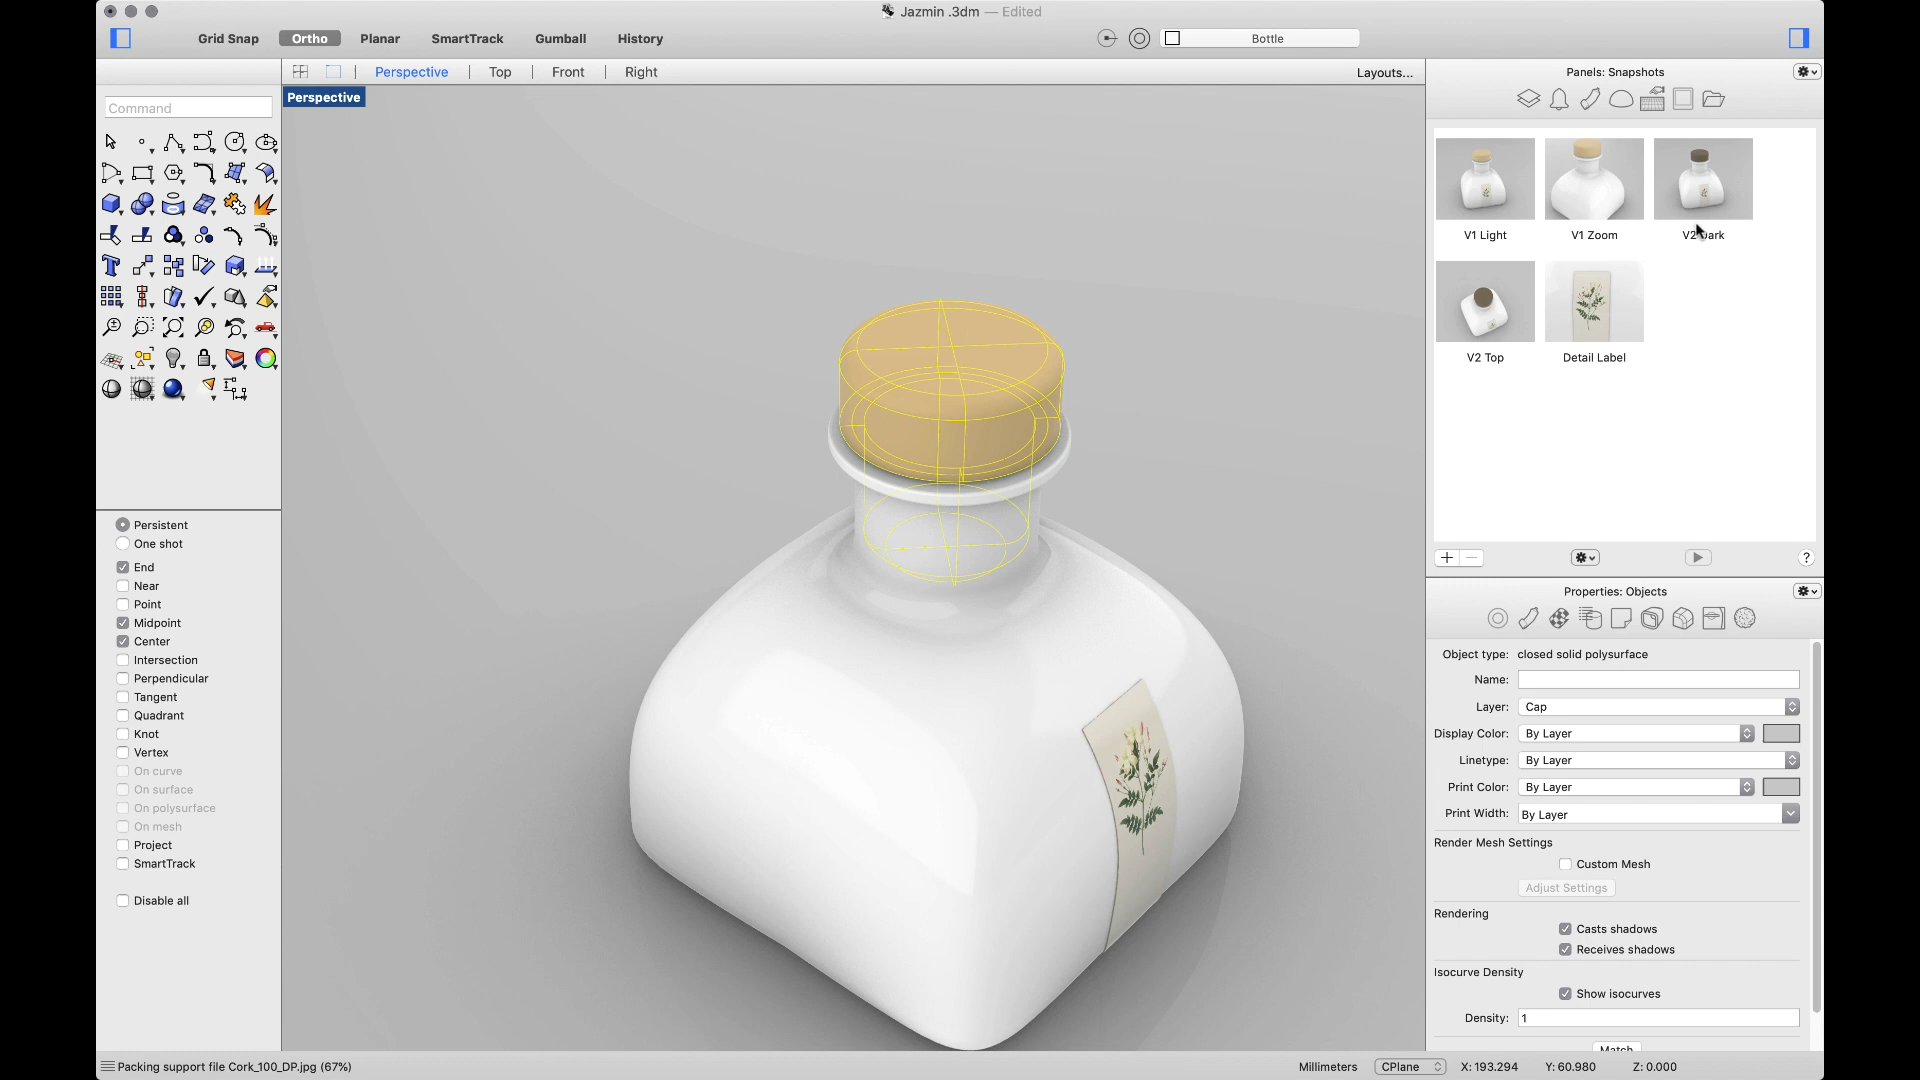 Jazmin .3dm — Edited
Grid Snap Ortho Planar SmartTrack Gumball History Bottle
Perspective Top Front Right Layouts...
Panels: Snapshots
Perspective
Command
V1 Light V1 Zoom
V2 Top Detail Label
Persistent
One shot
End
Near
Point
Midpoint
Center
Intersection
Perpendicular
Tangent
Quadrant
Knot
Vertex
On curve
On surface
On polysurface
On mesh
Project
SmartTrack
Disable all
?
Properties: Objects
Object type: closed solid polysurface
Name:
Layer: Cap
Display Color: By Layer
Linetype: By Layer
Print Color: By Layer
Print Width: By Layer
Render Mesh Settings
Custom Mesh
Adjust Settings
Rendering
Casts shadows
Receives shadows
Isocurve Density
Show isocurves
Density: 1
Match
Packing support file Cork_100_DP.jpg (67%)
Millimeters CPlane X: 193.294 Y: 60.980 Z: 0.000